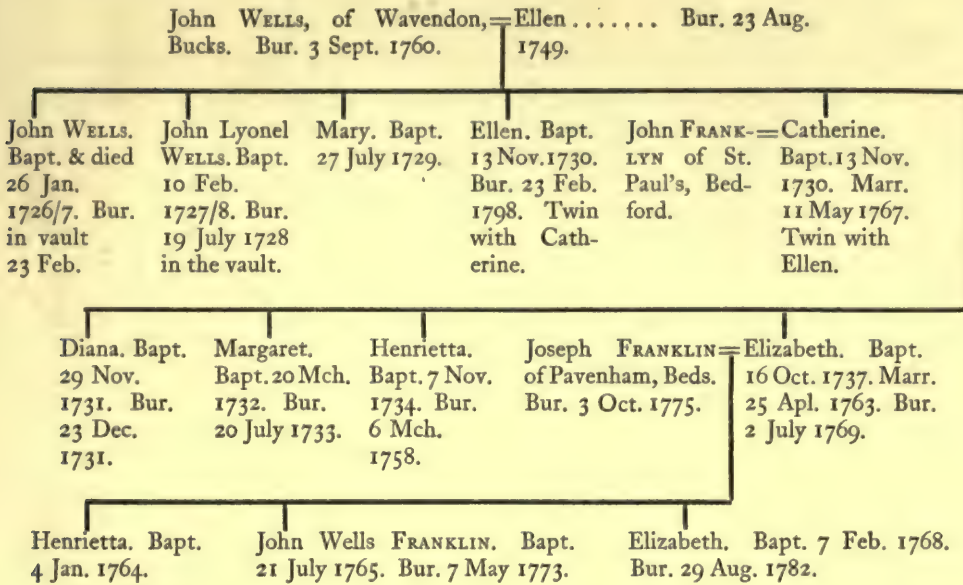 John WELLS, of Wavendon,=Ellen ........ Bur. 23 Aug.
Bucks. Bur. 3 Sept. 1760. 1749.
John WELLS.
Bapt. & died
26 Jan.
1726/7. Bur.
in vault
23 Feb.
John Lyonel
WELLS. Bapt.
10 Feb.
1727/8. Bur.
19 July 1728
in the vault.
Mary. Bapt.
27 July 1729.
Ellen. Bapt.
13 Nov. 1730.
Bur. 23 Feb.
1798. Twin
with Cath-
erine.
John FRANK-
LYN of St.
Paul's, Bed-
ford.
=Catherine.
Bapt. 13 Nov.
1730. Marr.
11 May 1767.
Twin with
Ellen.
Diana. Bapt.
29 Nov.
1731. Bur.
23 Dec.
1731.
Margaret.
Bapt. 20 Mch.
1732. Bur.
20 July 1733.
Henrietta.
Bapt. 7 Nov.
1734. Bur.
6 Mch.
1758.
Joseph FRANKLIN
of Pavenham, Beds.
Bur. 3 Oct. 1775.
=Elizabeth. Bapt.
16 Oct. 1737. Marr.
25 Apl. 1763. Bur.
2 July 1769.
Henrietta. Bapt.
4 Jan. 1764.
John Wells FRANKLIN. Bapt.
21 July 1765. Bur. 7 May 1773.
Elizabeth. Bapt. 7 Feb. 1768.
Bur. 29 Aug. 1782.